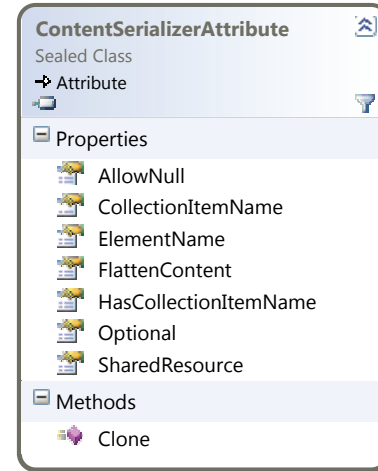 ContentSerializerAttribute
Sealed Class
Attribute
Properties
AllowNull
CollectionItemName
ElementName
FlattenContent
HasCollectionItemName
Optional
SharedResource
Methods
Clone